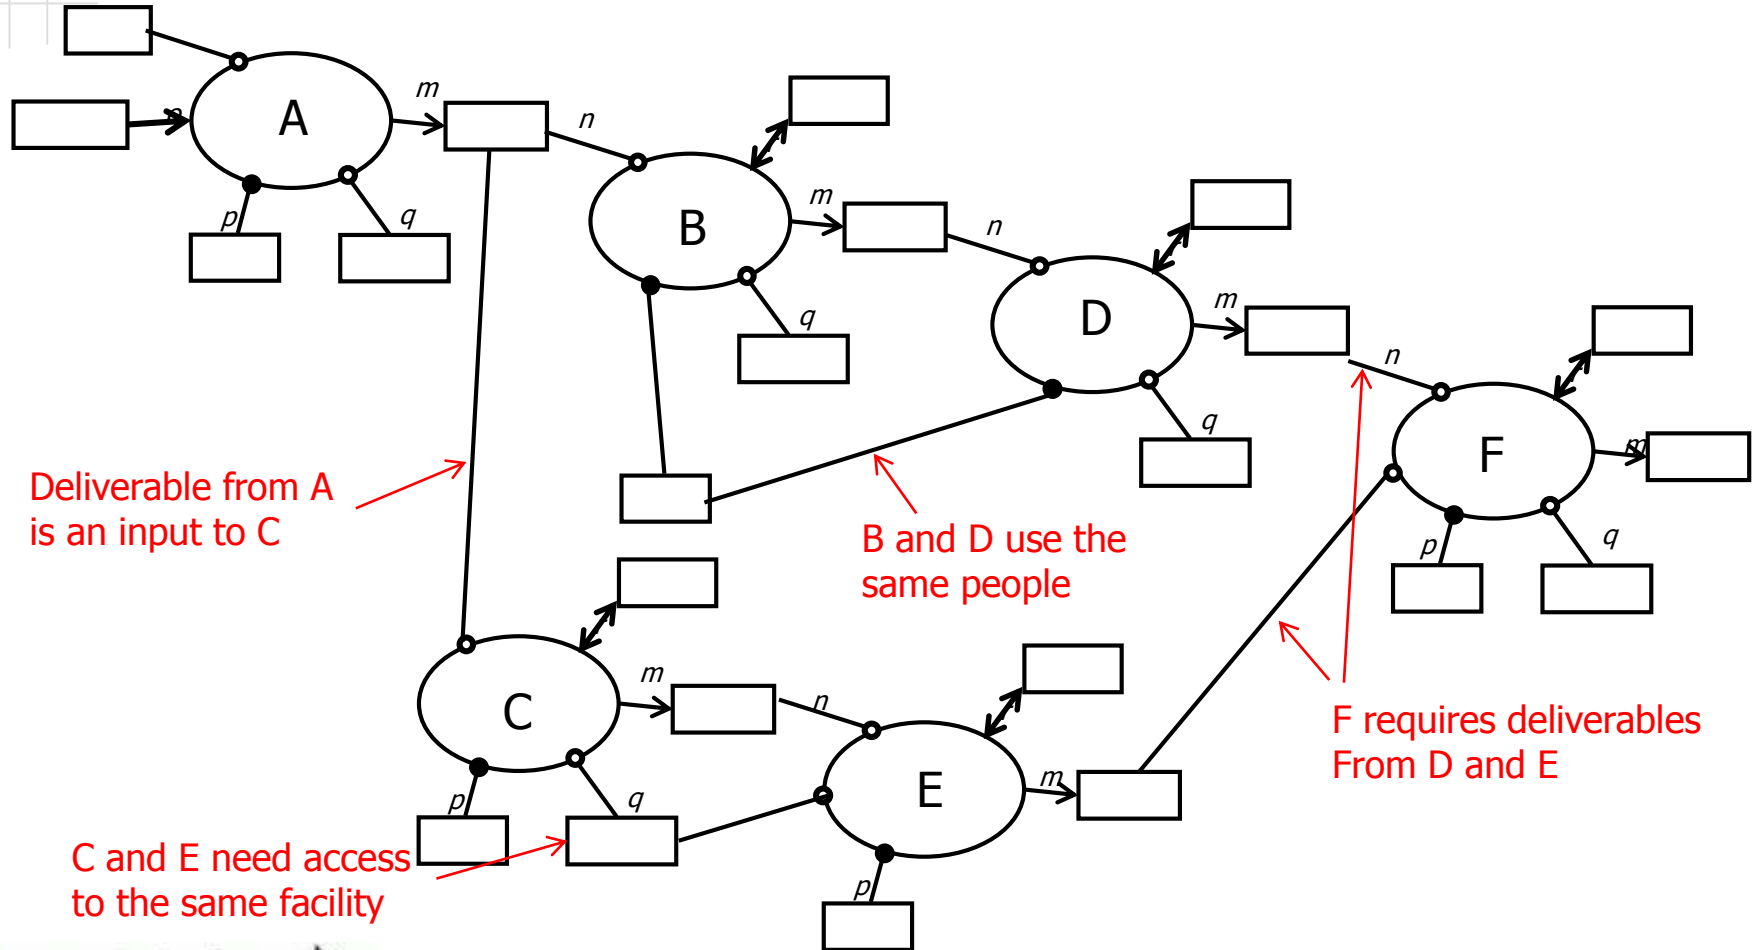 A
m
n
p
q
B
m
n
q
D
m
n
q
F
m
p
q
Deliverable from A
is an input to C
B and D use the
same people
C
m
n
p
q
E
m
p
F requires deliverables
From D and E
C and E need access
to the same facility